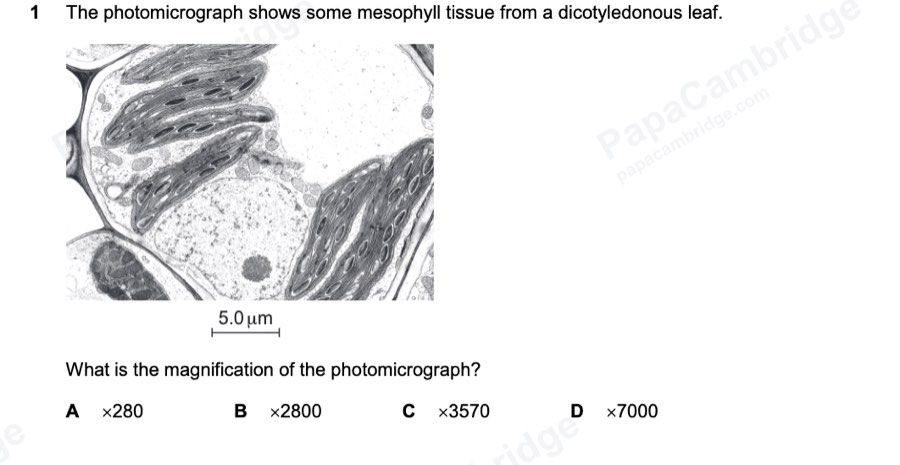 1 The photomicrograph shows some mesophyll tissue from a dicotyledonous leaf.
PapaCambridge
papacambridge.com
5.0 μm
What is the magnification of the photomicrograph?
A ×280 B ×2800 C ×3570 D ×7000